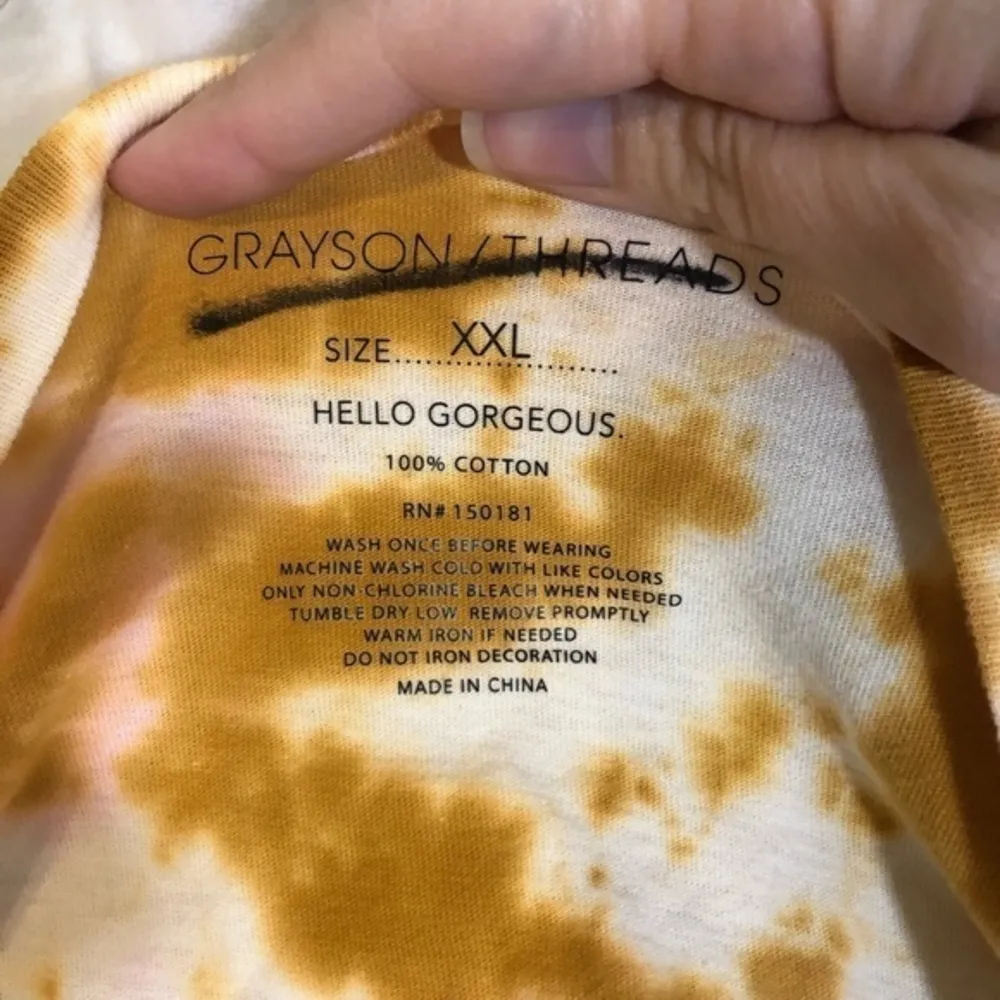 GRAYSON/THREADS
SIZE.....XXL.........
HELLO GORGEOUS.
100% COTTON
RN# 150181
WASH ONCE BEFORE WEARING
MACHINE WASH COLD WITH LIKE COLORS
ONLY NON-CHLORINE BLEACH WHEN NEEDED
TUMBLE DRY LOW REMOVE PROMPTLY
WARM IRON IF NEEDED
DO NOT IRON DECORATION
MADE IN CHINA